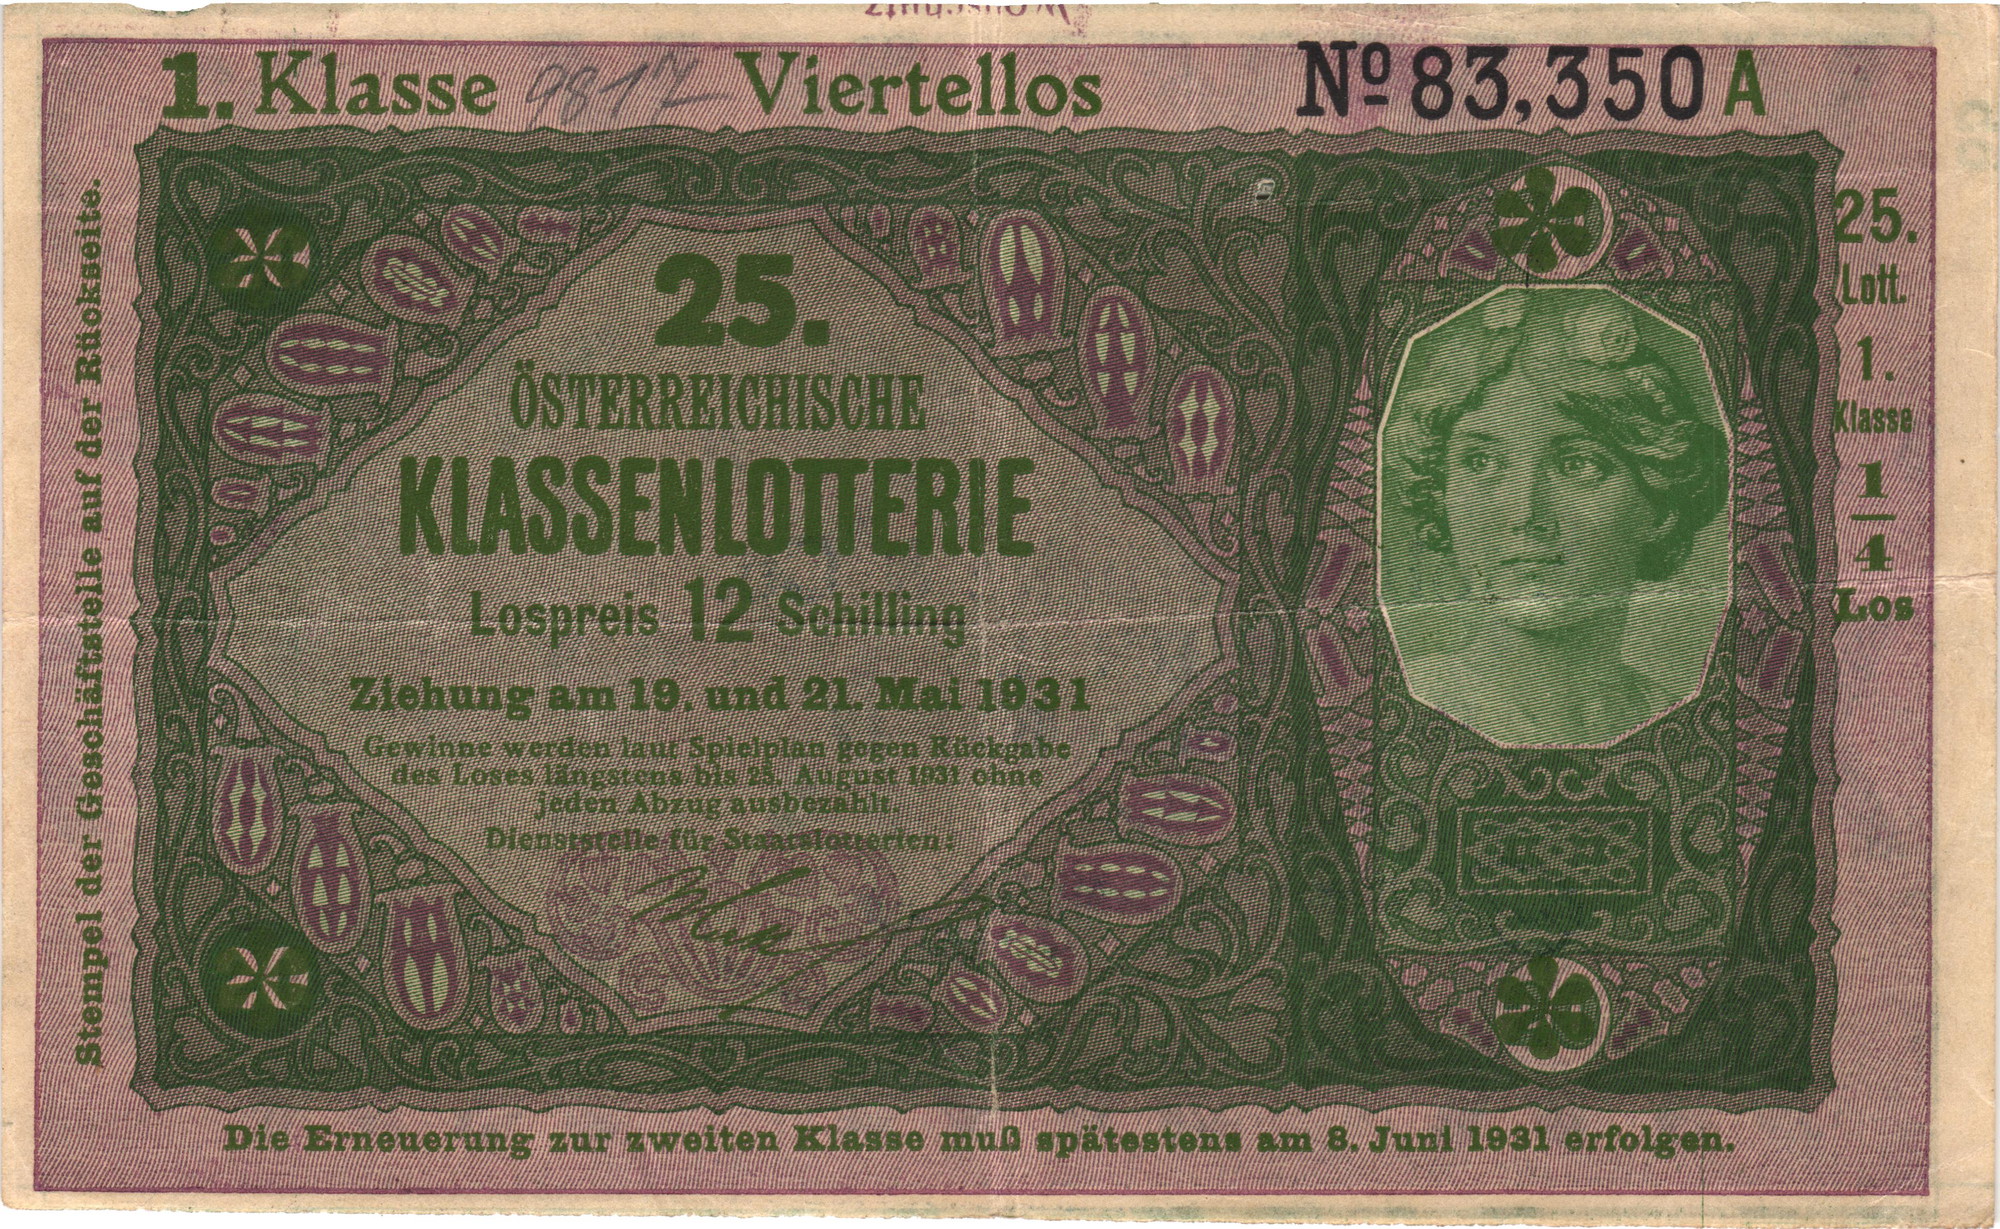 1. Klasse Viertellos Nº 83,350 A
25.
ÖSTERREICHISCHE
KLASSENLOTTERIE
Lospreis 12 Schilling
Ziehung am 19. und 21. Mai 1931
Gewinne werden laut Spielplan gegen Rückgabe
des Loses längstens bis 25. August 1931 ohne
jeden Abzug ausbezahlt.
Dienststelle für Staatslotterien:
25.
Lott.
1.
Klasse
1/4
Los
Stempel der Geschäftstelle auf der Rückseite.
Die Erneuerung zur zweiten Klasse muß spätestens am 8. Juni 1931 erfolgen.